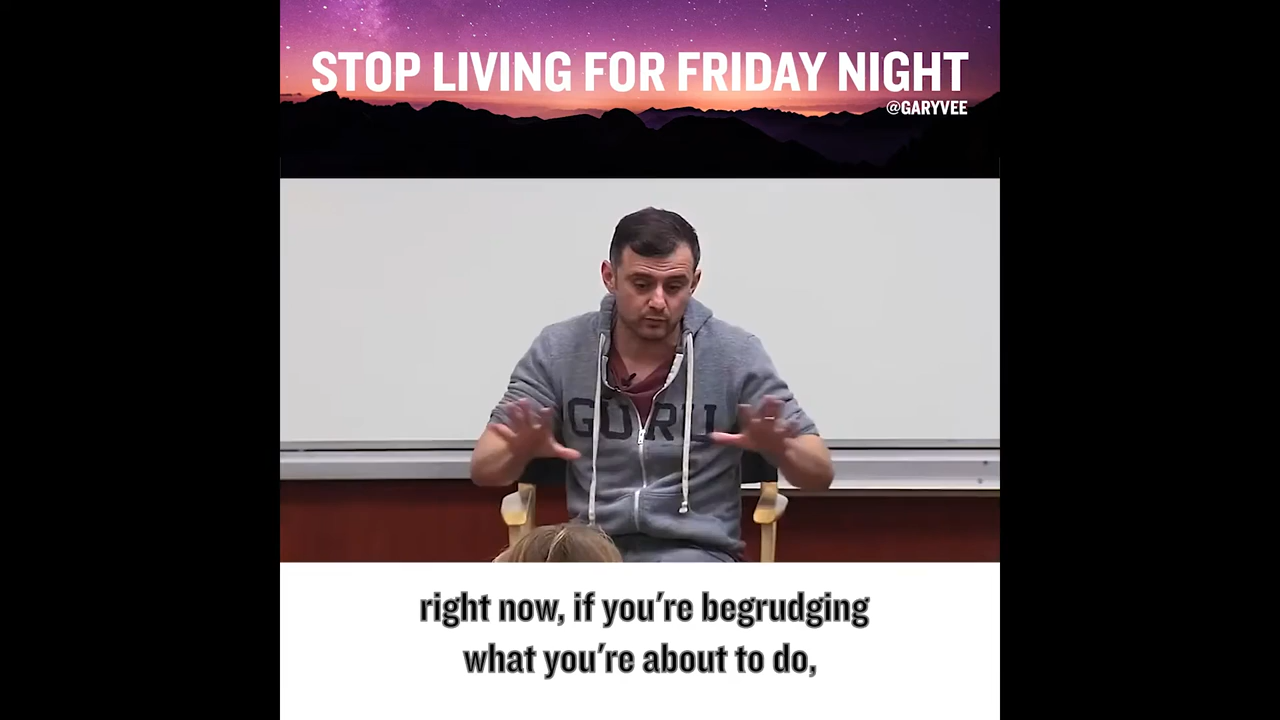 STOP LIVING FOR FRIDAY NIGHT
@GARYVEE
GURU
right now, if you're begrudging
what you're about to do,